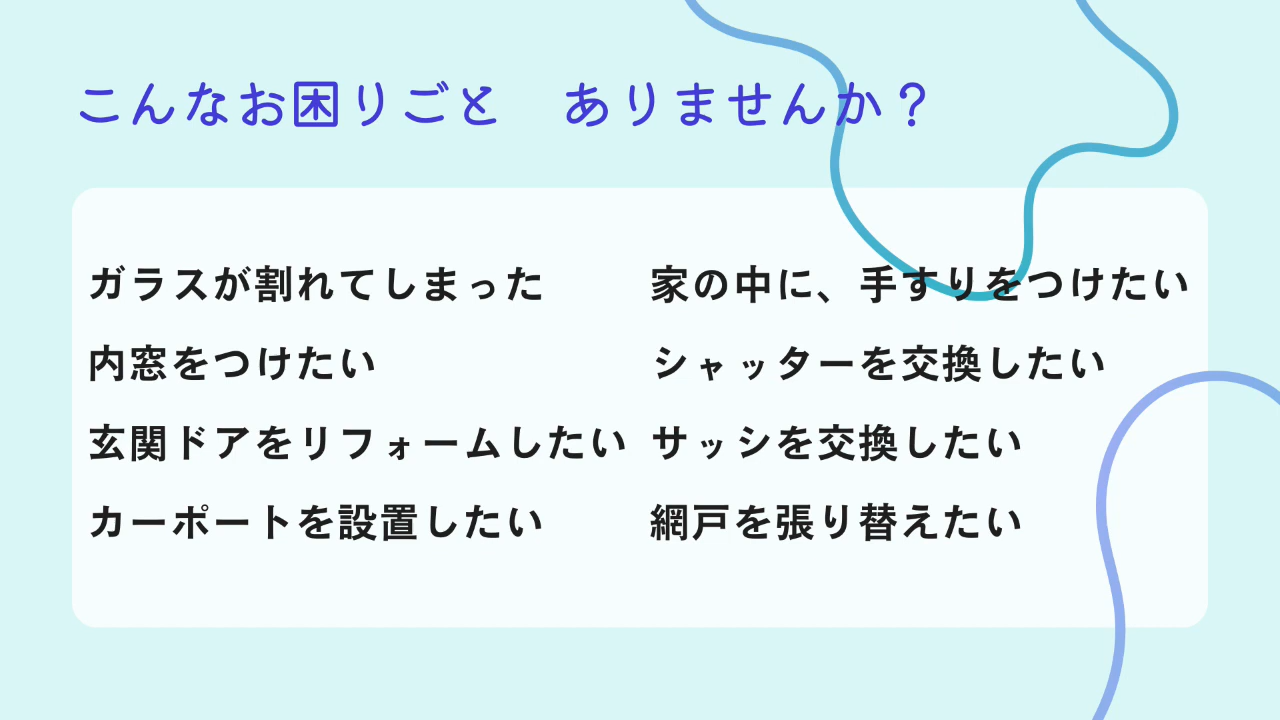 こんなお困りごと　ありませんか？
ガラスが割れてしまった
内窓をつけたい
玄関ドアをリフォームしたい
カーポートを設置したい
家の中に、手すりをつけたい
シャッターを交換したい
サッシを交換したい
網戸を張り替えたい